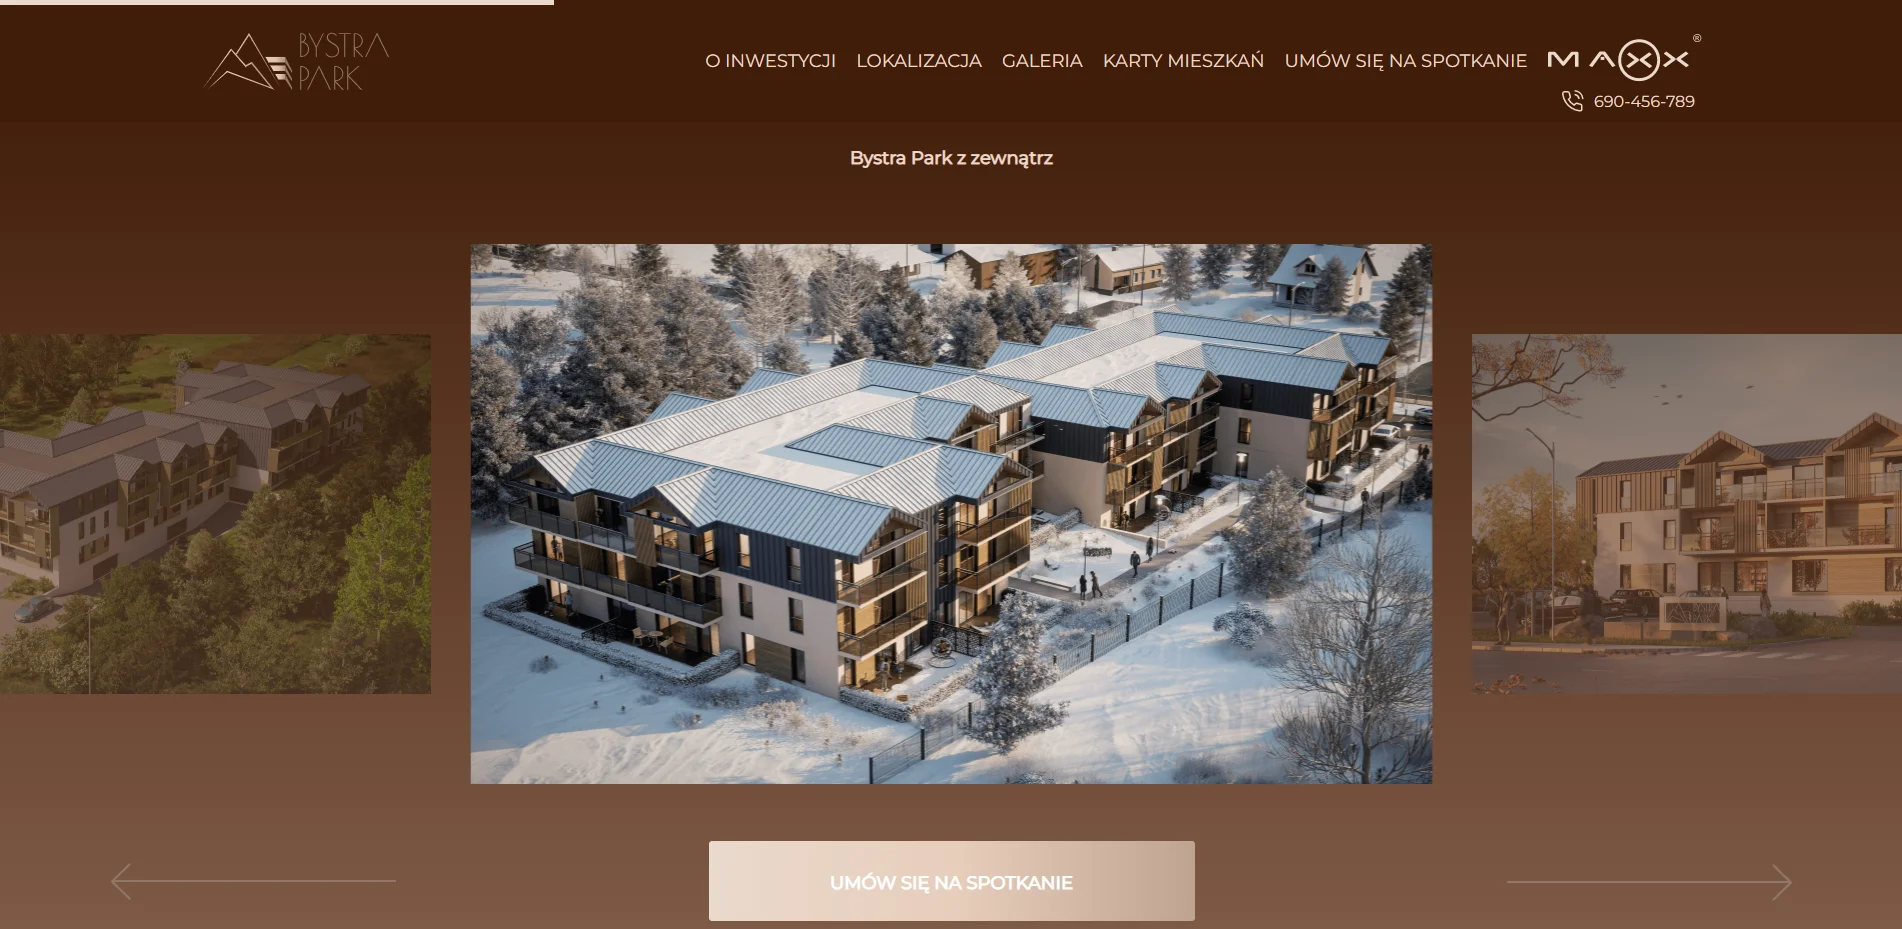 BYSTRA
PARK
O INWESTYCJI
LOKALIZACJA
GALERIA
KARTY MIESZKAŃ
UMÓW SIĘ NA SPOTKANIE
MAXX®
690-456-789
Bystra Park z zewnątrz
UMÓW SIĘ NA SPOTKANIE